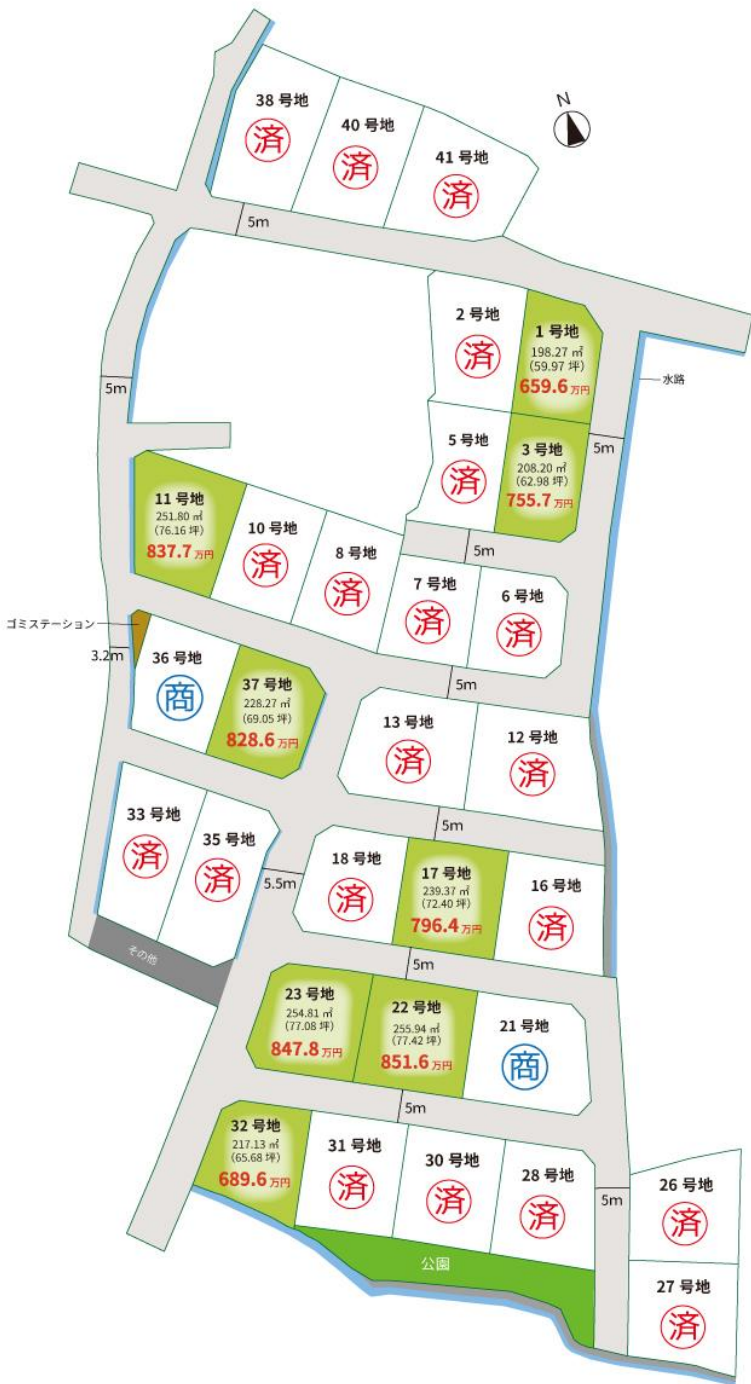 38 号地
済
40 号地
済
41 号地
済
N
5m
2 号地
済
1 号地
198.27 ㎡
(59.97 坪)
659.6 万円
水路
5m
5 号地
済
3 号地
208.20 ㎡
(62.98 坪)
755.7 万円
5m
11 号地
251.80 ㎡
(76.16 坪)
837.7 万円
10 号地
済
8 号地
済
5m
7 号地
済
6 号地
済
ゴミステーション
3.2m
36 号地
商
37 号地
228.27 ㎡
(69.05 坪)
828.6 万円
5m
13 号地
済
12 号地
済
33 号地
済
35 号地
済
5m
5.5m
18 号地
済
17 号地
239.37 ㎡
(72.40 坪)
796.4 万円
16 号地
済
その他
5m
23 号地
254.81 ㎡
(77.08 坪)
847.8 万円
22 号地
255.94 ㎡
(77.42 坪)
851.6 万円
21 号地
商
5m
32 号地
217.13 ㎡
(65.68 坪)
689.6 万円
31 号地
済
30 号地
済
28 号地
済
5m
26 号地
済
公園
27 号地
済